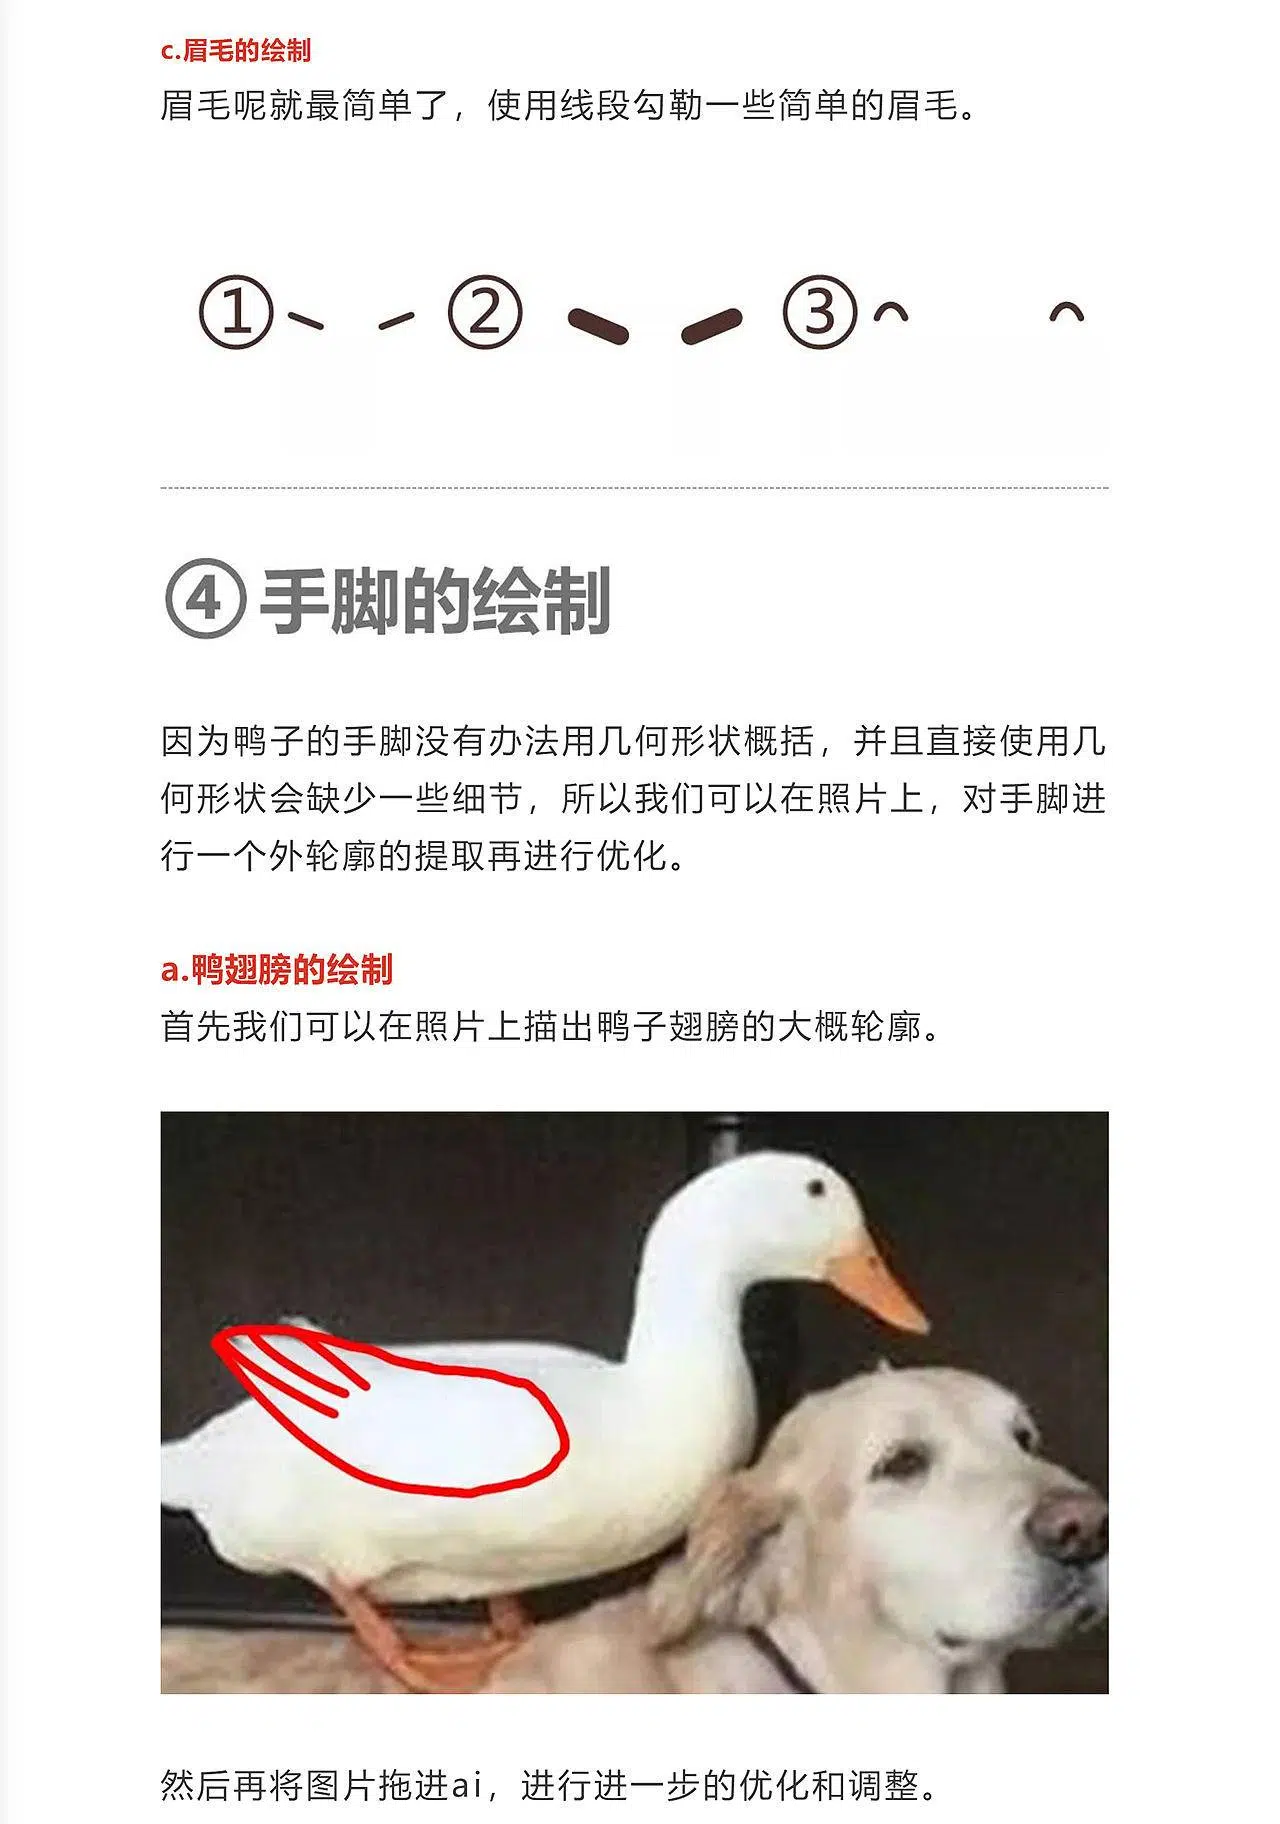 c.眉毛的绘制
眉毛呢就最简单了，使用线段勾勒一些简单的眉毛。
① ② ③
④手脚的绘制
因为鸭子的手脚没有办法用几何形状概括，并且直接使用几
何形状会缺少一些细节，所以我们可以在照片上，对手脚进
行一个外轮廓的提取再进行优化。
a.鸭翅膀的绘制
首先我们可以在照片上描出鸭子翅膀的大概轮廓。
然后再将图片拖进ai，进行进一步的优化和调整。